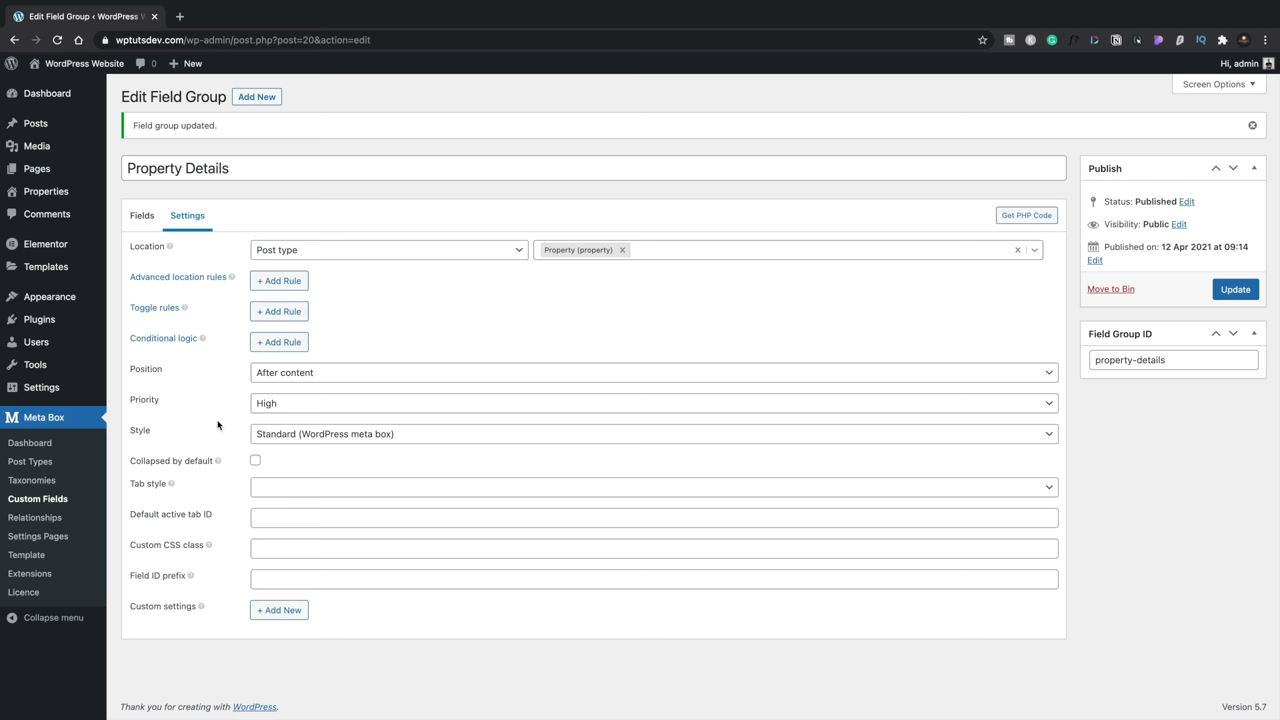 Edit Field Group ‹ WordPress W
wptutsdev.com/wp-admin/post.php?post=20&action=edit
WordPress Website
0
New
Hi, admin
Screen Options
Edit Field Group
Add New
Field group updated.
Dashboard
Posts
Media
Pages
Properties
Comments
Elementor
Templates
Appearance
Plugins
Users
Tools
Settings
Meta Box
Dashboard
Post Types
Taxonomies
Custom Fields
Relationships
Settings Pages
Template
Extensions
Licence
Collapse menu
Property Details
Fields
Settings
Get PHP Code
Location
Post type
Property (property)
Advanced location rules
+ Add Rule
Toggle rules
+ Add Rule
Conditional logic
+ Add Rule
Position
After content
Priority
High
Style
Standard (WordPress meta box)
Collapsed by default
Tab style
Default active tab ID
Custom CSS class
Field ID prefix
Custom settings
+ Add New
Publish
Status: Published Edit
Visibility: Public Edit
Published on: 12 Apr 2021 at 09:14
Edit
Move to Bin
Update
Field Group ID
property-details
Thank you for creating with WordPress.
Version 5.7